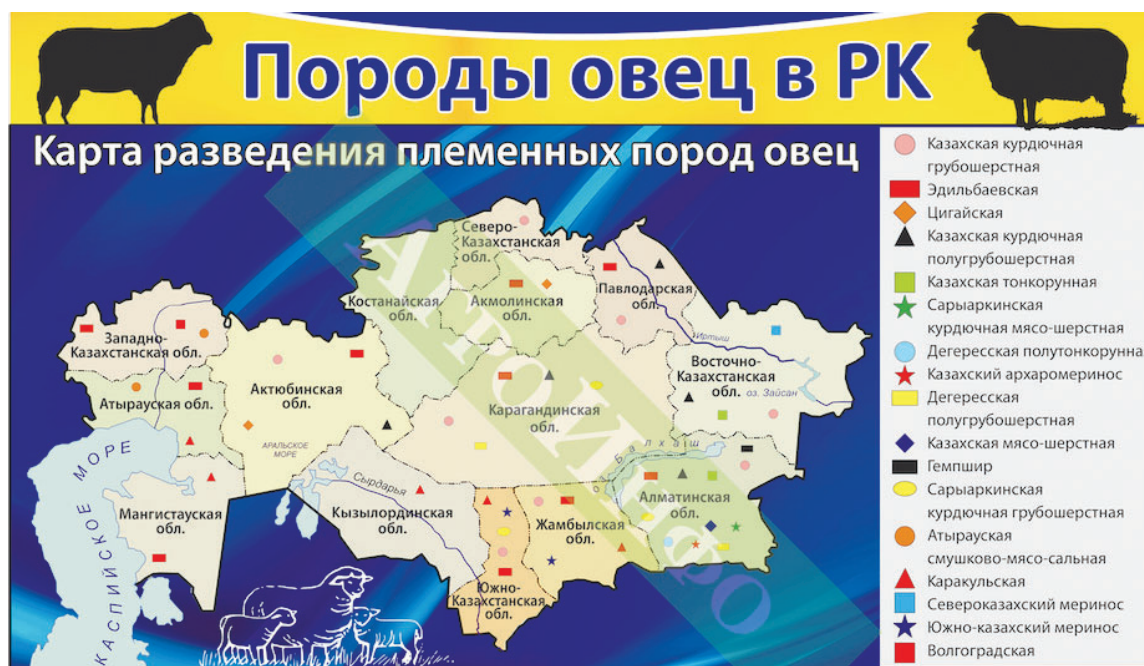 Породы овец в РК
Карта разведения племенных пород овец
Северо-
Казахстанская
обл.
Костанайская
обл.
Акмолинская
обл.
Павлодарская
обл.
Иртыш
Западно-
Казахстанская обл.
Атырауская обл.
Актюбинская
обл.
АРАЛЬСКОЕ
МОРЕ
Карагандинская
обл.
Восточно-
Казахстанская
обл.
оз. Зайсан
оз. Балхаш
Мангистауская
обл.
Сырдарья
Кызылординская
обл.
Жамбылская
обл.
Алматинская
обл.
Южно-
Казахстанская
обл.
КАСПИЙСКОЕ МОРЕ
АГРОИНФО
Казахская курдючная
грубошерстная
Эдильбаевская
Цигайская
Казахская курдючная
полугрубошерстная
Казахская тонкорунная
Сарыаркинская
курдючная мясо-шерстная
Дегересская полутонкорунна
Казахский архаромеринос
Дегересская
полугрубошерстная
Казахская мясо-шерстная
Гемпшир
Сарыаркинская
курдючная грубошерстная
Атырауская
смушково-мясо-сальная
Каракульская
Североказахский меринос
Южно-казахский меринос
Волгоградская